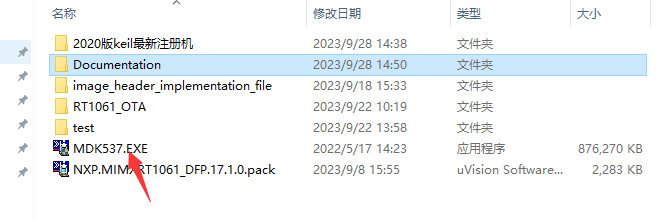 名称 修改日期 类型 大小
2020版keil最新注册机 2023/9/28 14:38 文件夹
Documentation 2023/9/28 14:50 文件夹
image_header_implementation_file 2023/9/18 15:33 文件夹
RT1061_OTA 2023/9/22 10:19 文件夹
test 2023/9/22 13:58 文件夹
MDK537.EXE 2022/5/17 14:23 应用程序 876,270 KB
NXP.MIMXRT1061_DFP.17.1.0.pack 2023/9/8 15:55 uVision Software... 2,283 KB